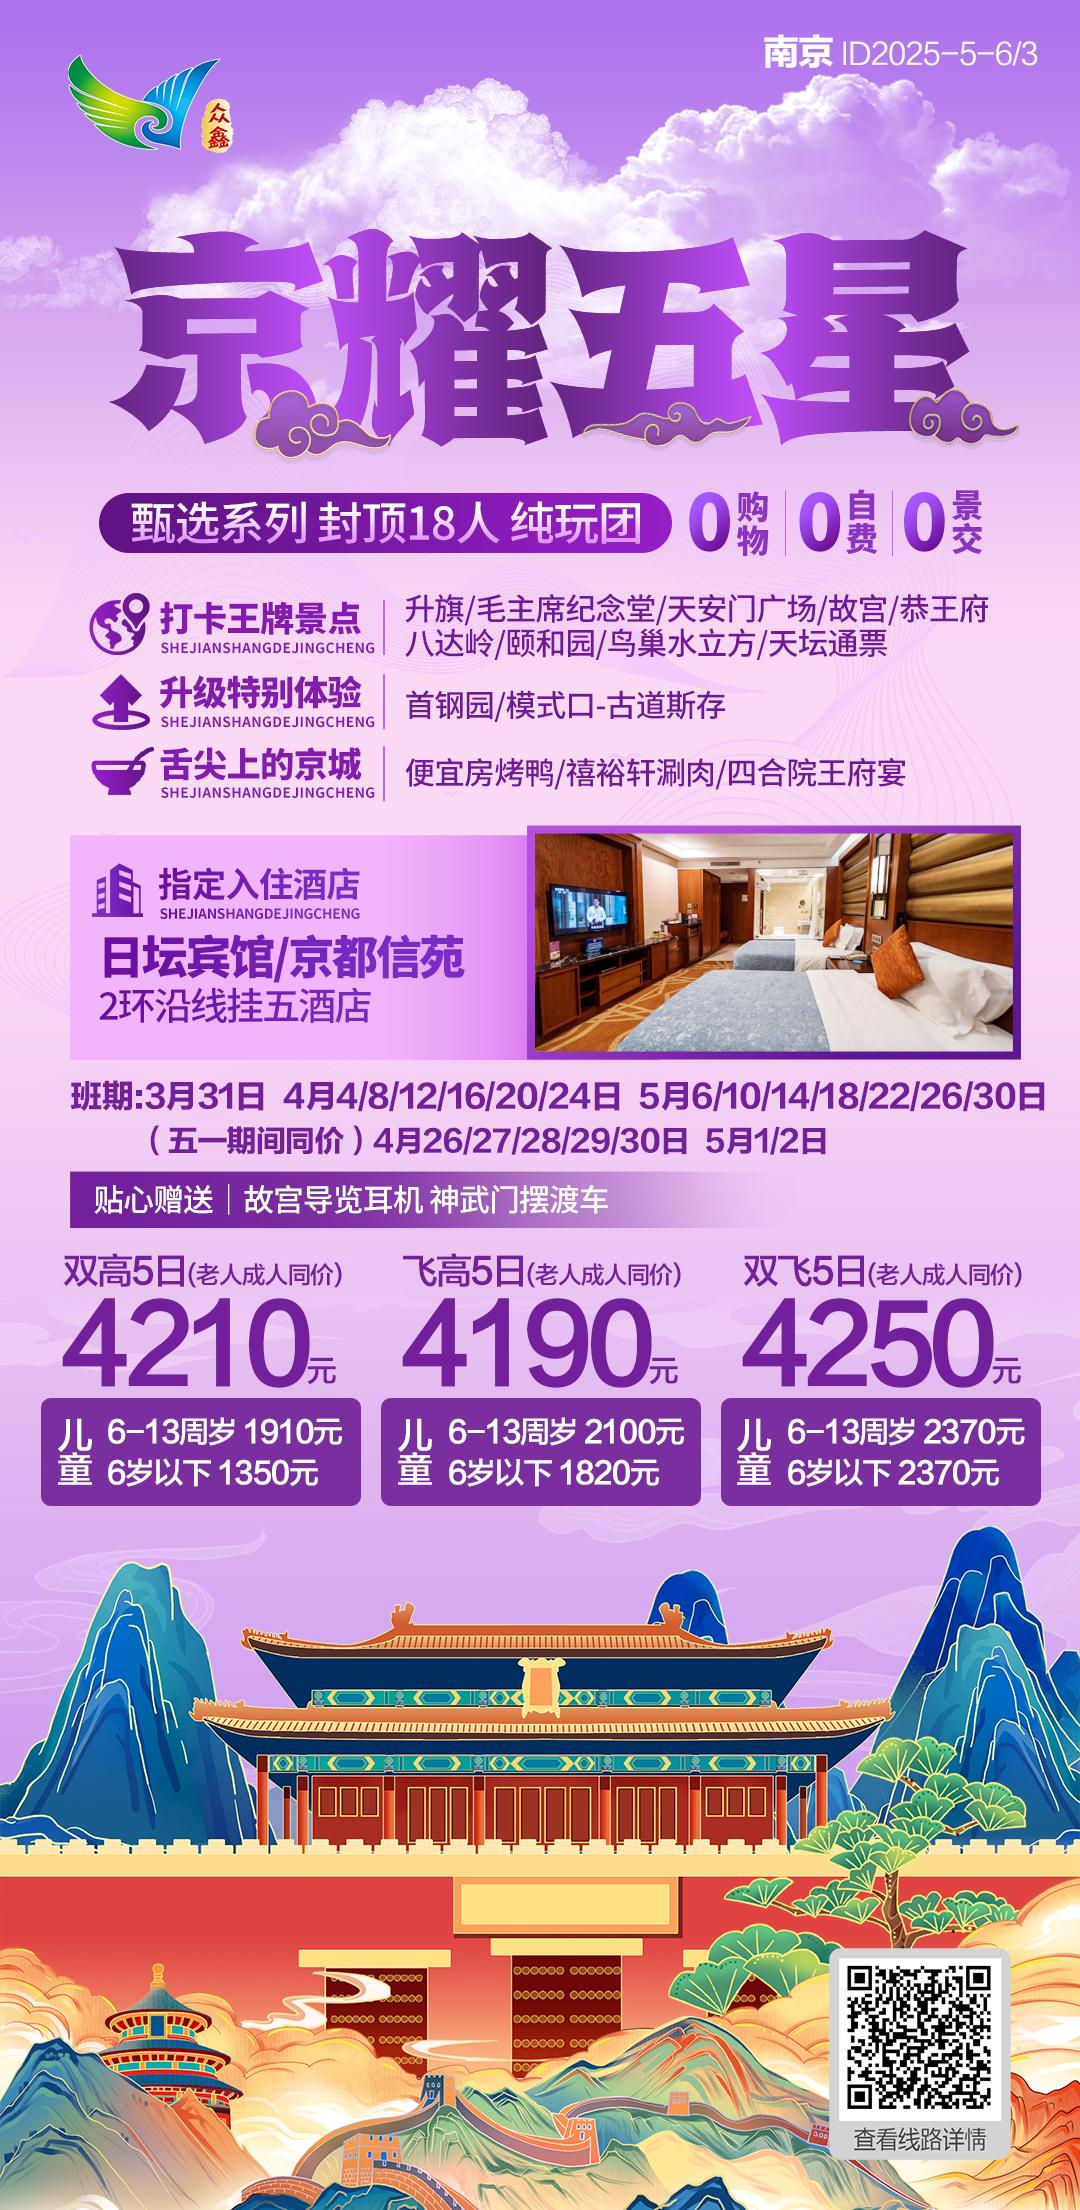 南京 ID2025-5-6/3
众鑫
京耀五星
甄选系列 封顶18人 纯玩团
0购物 0自费 0景交
打卡王牌景点
SHEJIANSHANGDEJINGCHENG
升旗/毛主席纪念堂/天安门广场/故宫/恭王府
八达岭/颐和园/鸟巢水立方/天坛通票
升级特别体验
SHEJIANSHANGDEJINGCHENG
首钢园/模式口-古道斯存
舌尖上的京城
SHEJIANSHANGDEJINGCHENG
便宜房烤鸭/禧裕轩涮肉/四合院王府宴
指定入住酒店
SHEJIANSHANGDEJINGCHENG
日坛宾馆/京都信苑
2环沿线挂五酒店
班期:3月31日 4月4/8/12/16/20/24日 5月6/10/14/18/22/26/30日
（五一期间同价）4月26/27/28/29/30日 5月1/2日
贴心赠送｜故宫导览耳机 神武门摆渡车
双高5日(老人成人同价)
4210元
儿童
6-13周岁 1910元
6岁以下 1350元
飞高5日(老人成人同价)
4190元
儿童
6-13周岁 2100元
6岁以下 1820元
双飞5日(老人成人同价)
4250元
儿童
6-13周岁 2370元
6岁以下 2370元
查看线路详情